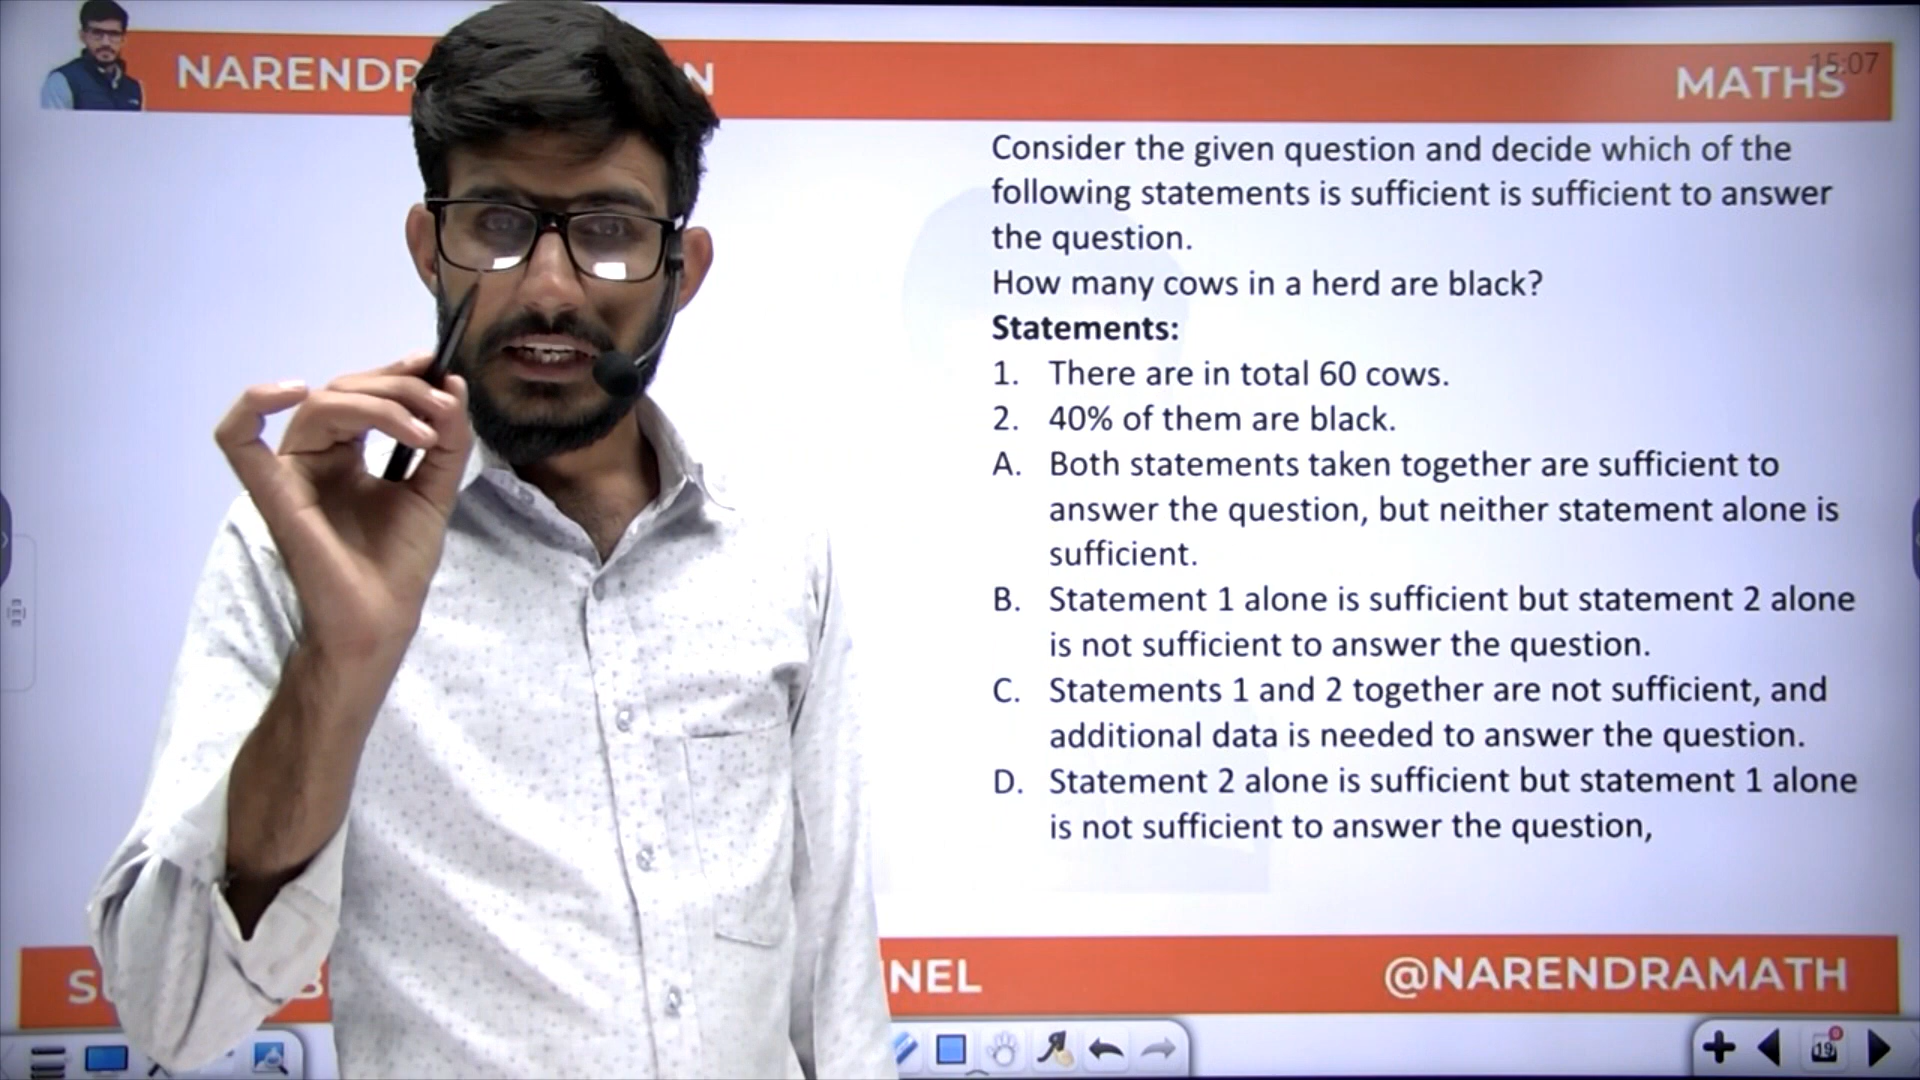 NARENDR N
MATHS
15:07
Consider the given question and decide which of the
following statements is sufficient is sufficient to answer
the question.
How many cows in a herd are black?
Statements:
1. There are in total 60 cows.
2. 40% of them are black.
A. Both statements taken together are sufficient to
answer the question, but neither statement alone is
sufficient.
B. Statement 1 alone is sufficient but statement 2 alone
is not sufficient to answer the question.
C. Statements 1 and 2 together are not sufficient, and
additional data is needed to answer the question.
D. Statement 2 alone is sufficient but statement 1 alone
is not sufficient to answer the question,
NEL
@NARENDRAMATH
19